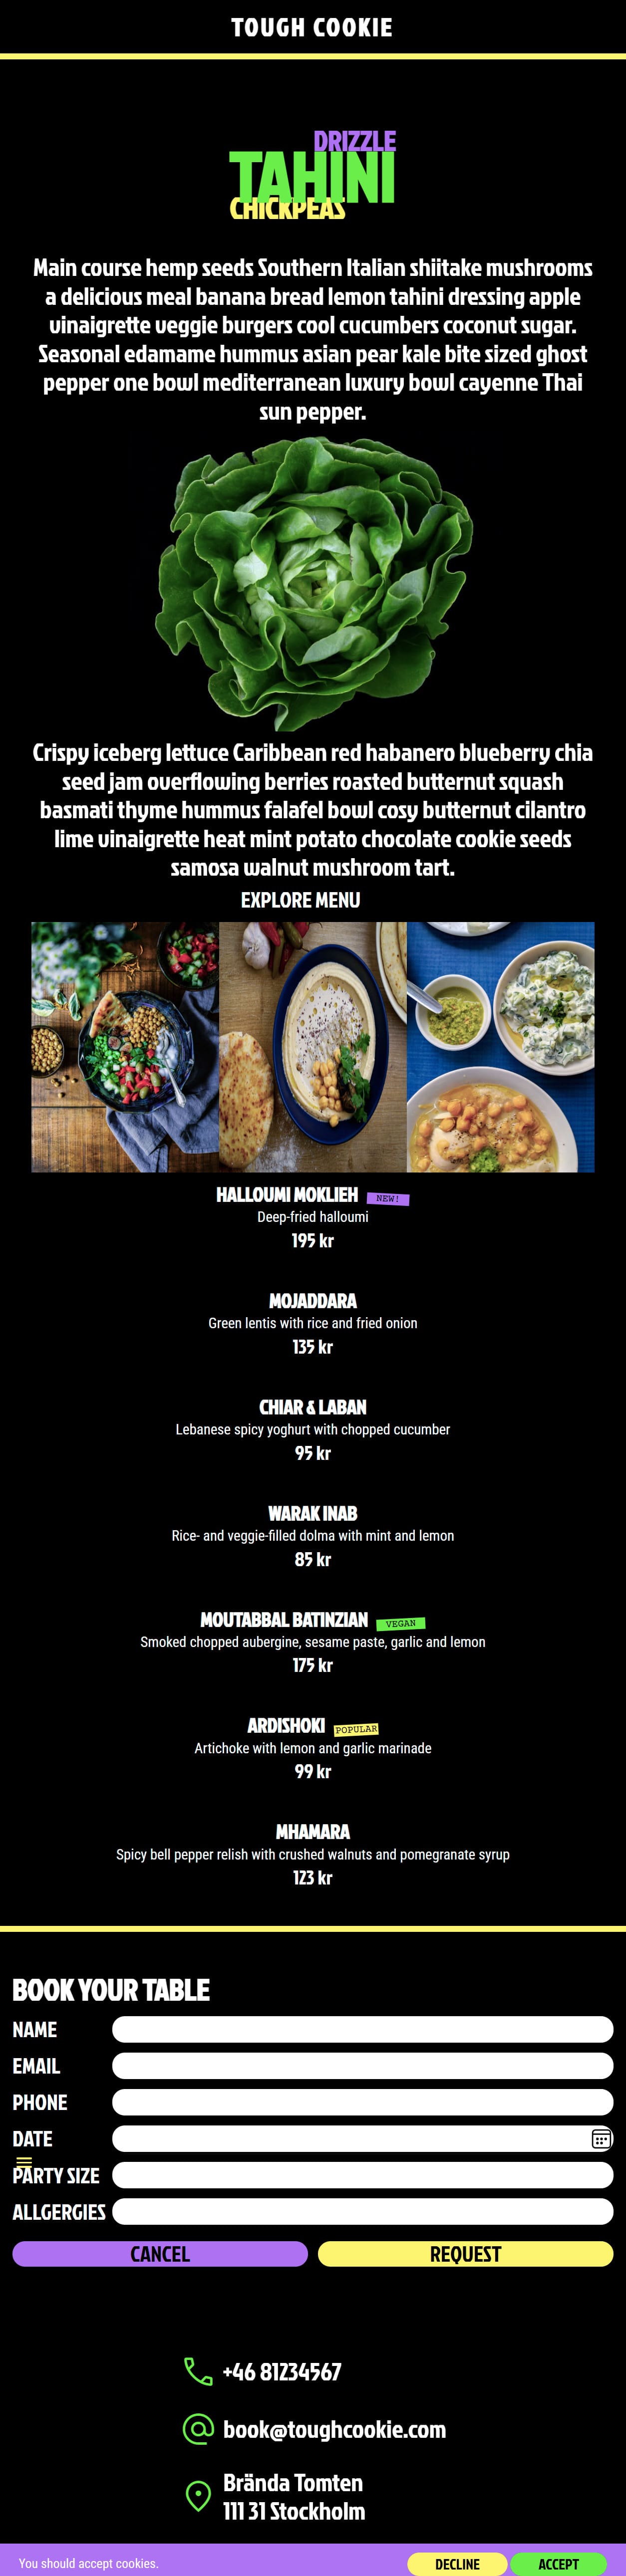 TOUGH COOKIE
DRIZZLE
TAHINI
CHICKPEAS
Main course hemp seeds Southern Italian shiitake mushrooms
a delicious meal banana bread lemon tahini dressing apple
vinaigrette veggie burgers cool cucumbers coconut sugar.
Seasonal edamame hummus asian pear kale bite sized ghost
pepper one bowl mediterranean luxury bowl cayenne Thai
sun pepper.
Crispy iceberg lettuce Caribbean red habanero blueberry chia
seed jam overflowing berries roasted butternut squash
basmati thyme hummus falafel bowl cosy butternut cilantro
lime vinaigrette heat mint potato chocolate cookie seeds
samosa walnut mushroom tart.
EXPLORE MENU
HALLOUMI MOKLIEH NEW!
Deep-fried halloumi
195 kr
MOJADDARA
Green lentis with rice and fried onion
135 kr
CHIAR & LABAN
Lebanese spicy yoghurt with chopped cucumber
95 kr
WARAK INAB
Rice- and veggie-filled dolma with mint and lemon
85 kr
MOUTABBAL BATINZIAN VEGAN
Smoked chopped aubergine, sesame paste, garlic and lemon
175 kr
ARDISHOKI POPULAR
Artichoke with lemon and garlic marinade
99 kr
MHAMARA
Spicy bell pepper relish with crushed walnuts and pomegranate syrup
123 kr
BOOK YOUR TABLE
NAME
EMAIL
PHONE
DATE
PARTY SIZE
ALLGERGIES
CANCEL REQUEST
+46 81234567
book@toughcookie.com
Brända Tomten
111 31 Stockholm
You should accept cookies. DECLINE ACCEPT